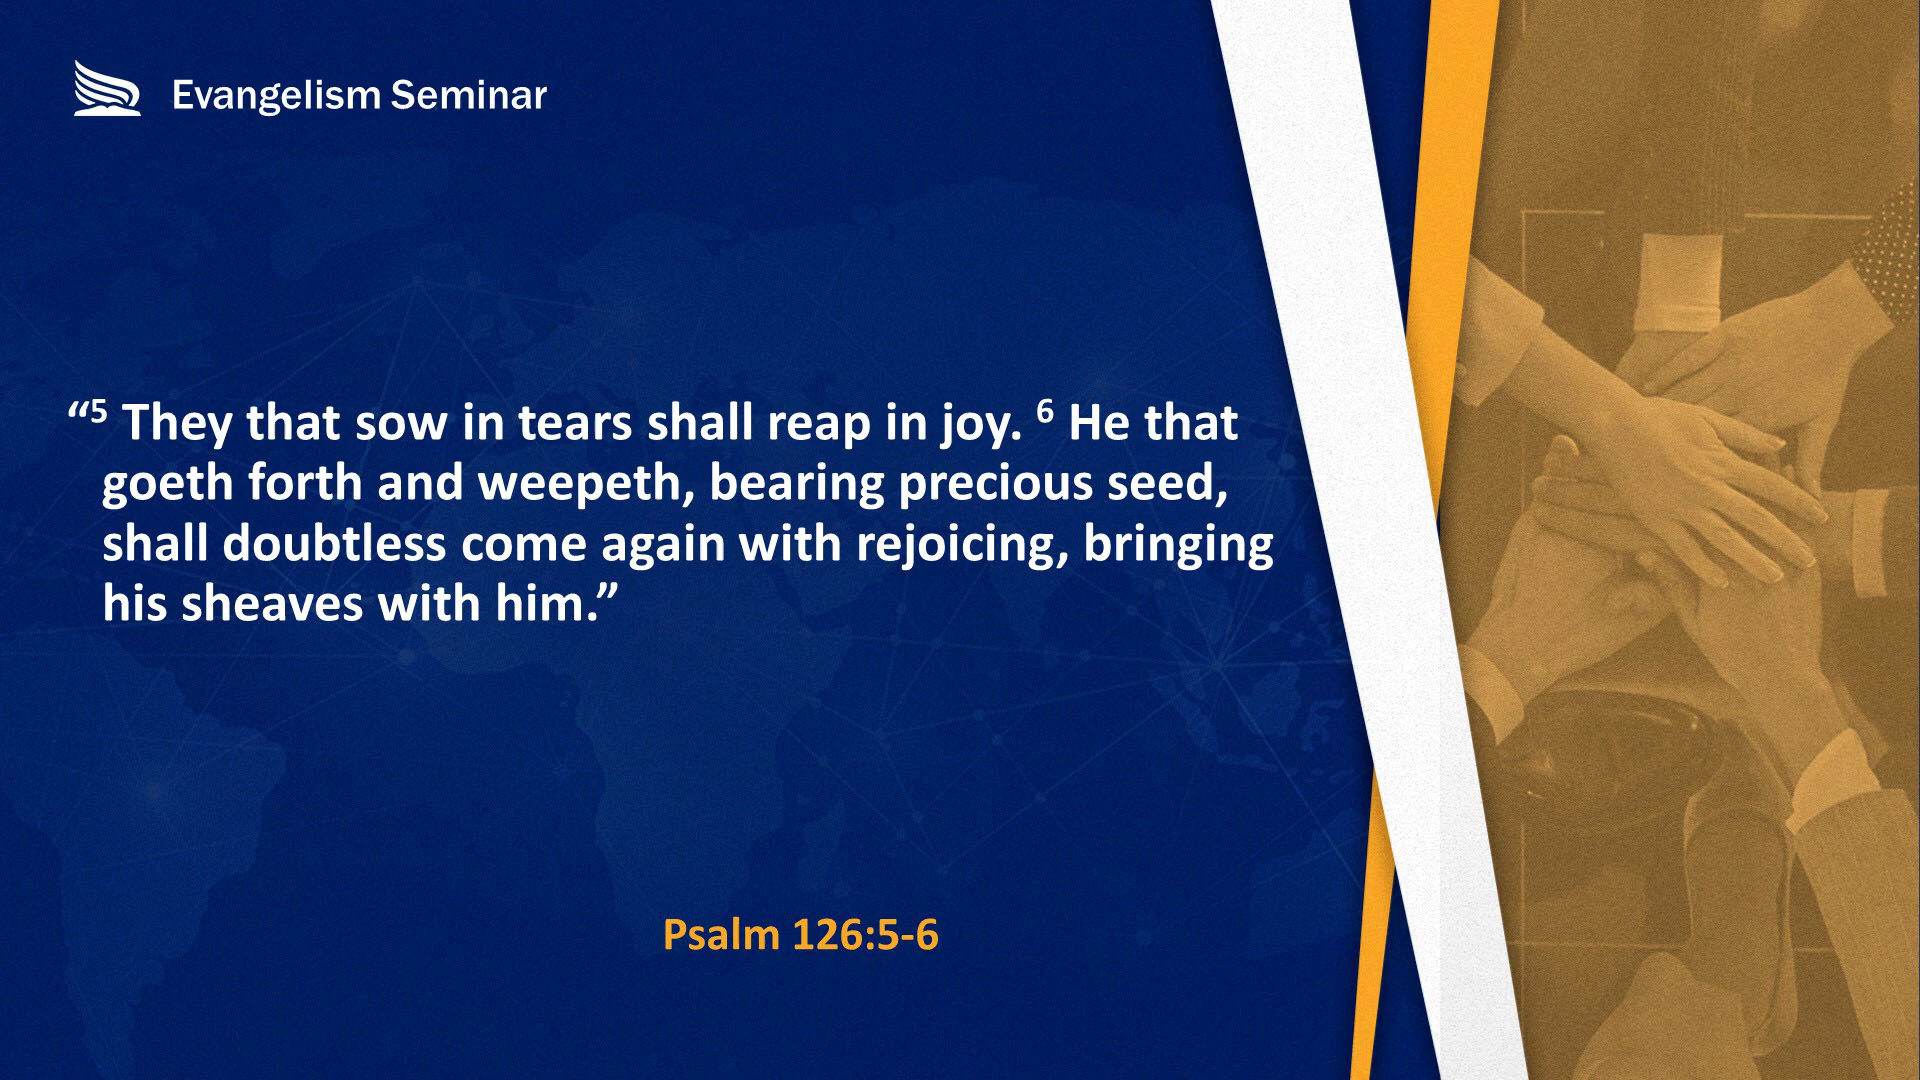 Evangelism Seminar
“⁵ They that sow in tears shall reap in joy. ⁶ He that
goeth forth and weepeth, bearing precious seed,
shall doubtless come again with rejoicing, bringing
his sheaves with him.”
Psalm 126:5-6